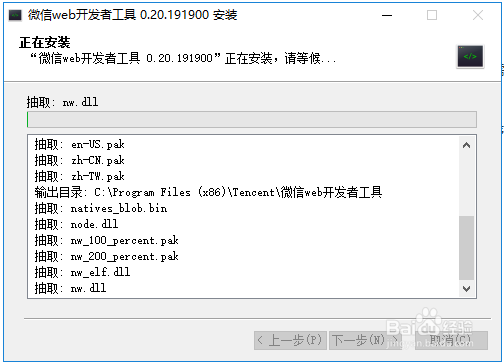 微信web开发者工具 0.20.191900 安装
正在安装
“微信web开发者工具 0.20.191900”正在安装，请等候...
抽取: nw.dll
抽取: en-US.pak
抽取: zh-CN.pak
抽取: zh-TW.pak
输出目录: C:\Program Files (x86)\Tencent\微信web开发者工具
抽取: natives_blob.bin
抽取: node.dll
抽取: nw_100_percent.pak
抽取: nw_200_percent.pak
抽取: nw_elf.dll
抽取: nw.dll
< 上一步(P) 下一步(N) > 取消(C)
Baidu 经验